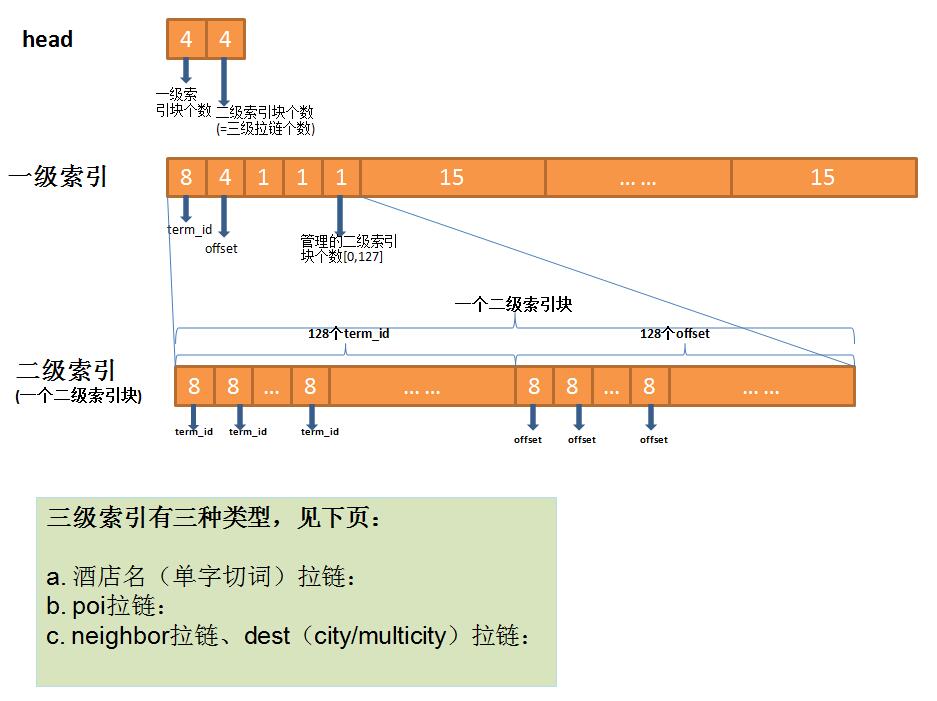 head
4 4
一级索
引块个数
二级索引块个数
(=三级拉链个数)
一级索引
8 4 1 1 1 15 …… 15
term_id
offset
管理的二级索引
块个数[0,127]
一个二级索引块
128个term_id 128个offset
二级索引
(一个二级索引块)
8 8 … 8 …… 8 8 … 8 ……
term_id term_id term_id offset offset offset
三级索引有三种类型，见下页：
a. 酒店名（单字切词）拉链：
b. poi拉链：
c. neighbor拉链、dest（city/multicity）拉链：